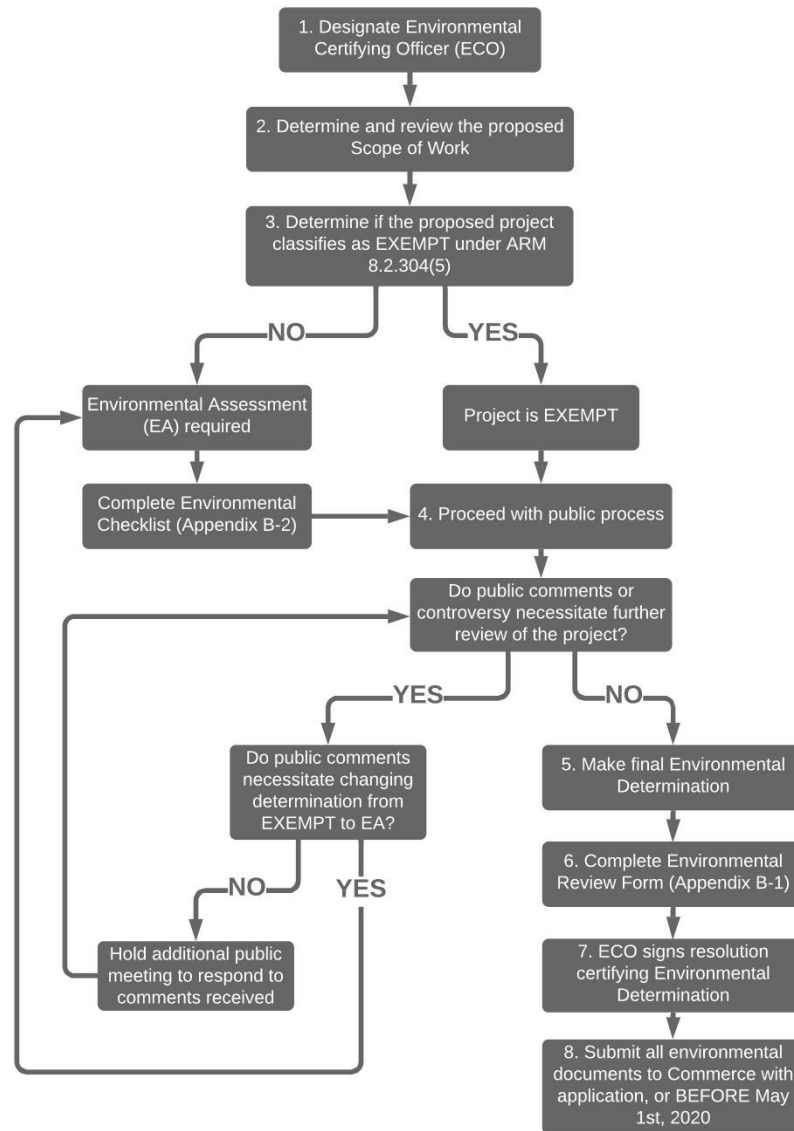 1. Designate Environmental
Certifying Officer (ECO)
2. Determine and review the proposed
Scope of Work
3. Determine if the proposed project
classifies as EXEMPT under ARM
8.2.304(5)
NO
YES
Environmental Assessment
(EA) required
Project is EXEMPT
Complete Environmental
Checklist (Appendix B-2)
4. Proceed with public process
Do public comments or
controversy necessitate further
review of the project?
YES
NO
Do public comments
necessitate changing
determination from
EXEMPT to EA?
5. Make final Environmental
Determination
NO
YES
6. Complete Environmental
Review Form (Appendix B-1)
Hold additional public
meeting to respond to
comments received
7. ECO signs resolution
certifying Environmental
Determination
8. Submit all environmental
documents to Commerce with
application, or BEFORE May
1st, 2020